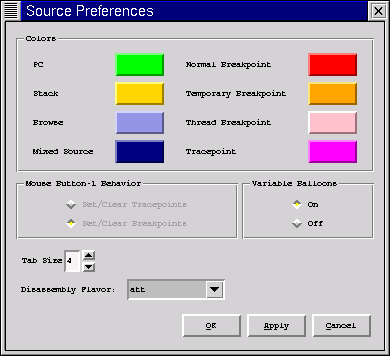 Source Preferences
Colors
PC
Normal Breakpoint
Stack
Temporary Breakpoint
Browse
Thread Breakpoint
Mixed Source
Tracepoint
Mouse Button-1 Behavior
Variable Balloons
Set/Clear Tracepoints
On
Set/Clear Breakpoints
Off
Tab Size 4
Disassembly Flavor: att
OK Apply Cancel